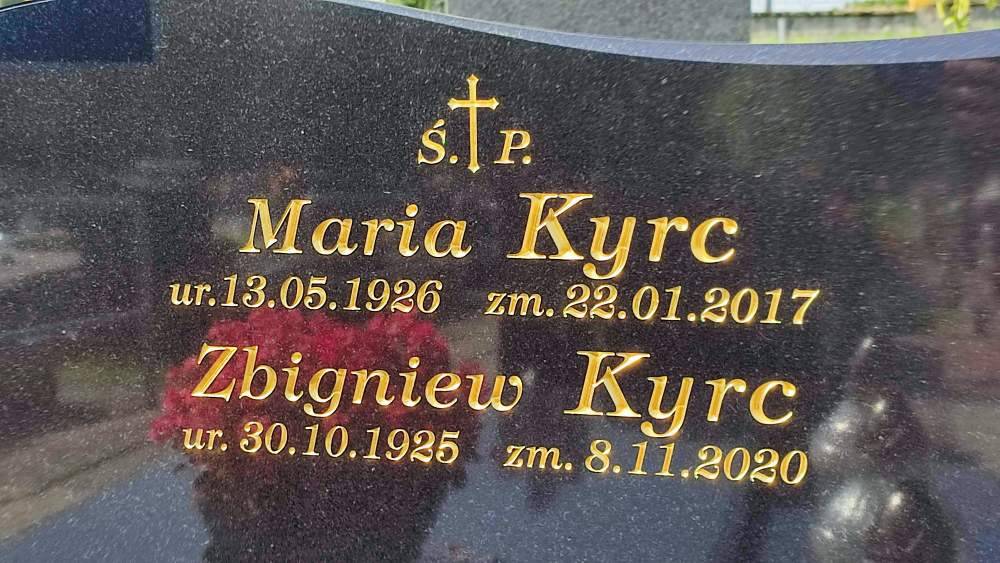 Ś. P.
Maria Kyrc
ur. 13.05.1926 zm. 22.01.2017
Zbigniew Kyrc
ur. 30.10.1925 zm. 8.11.2020